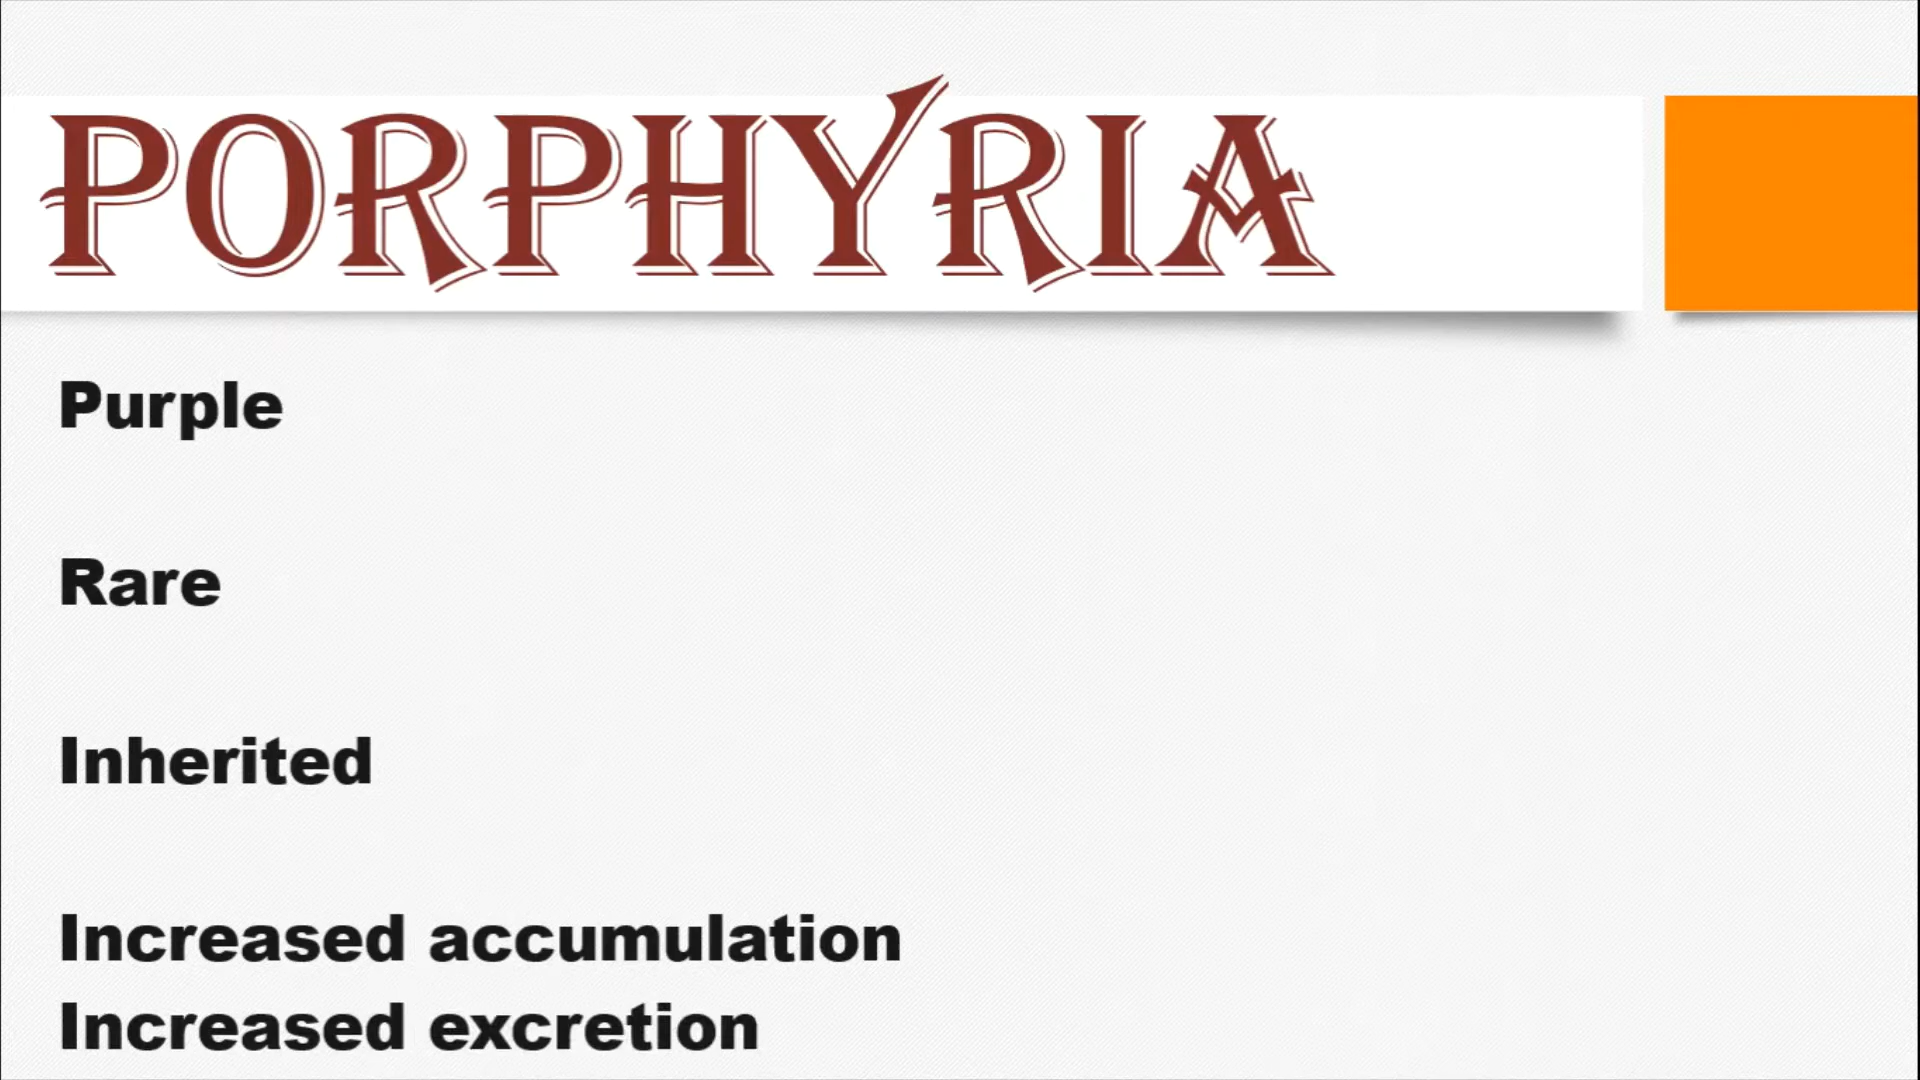 PORPHYRIA
Purple
Rare
Inherited
Increased accumulation
Increased excretion